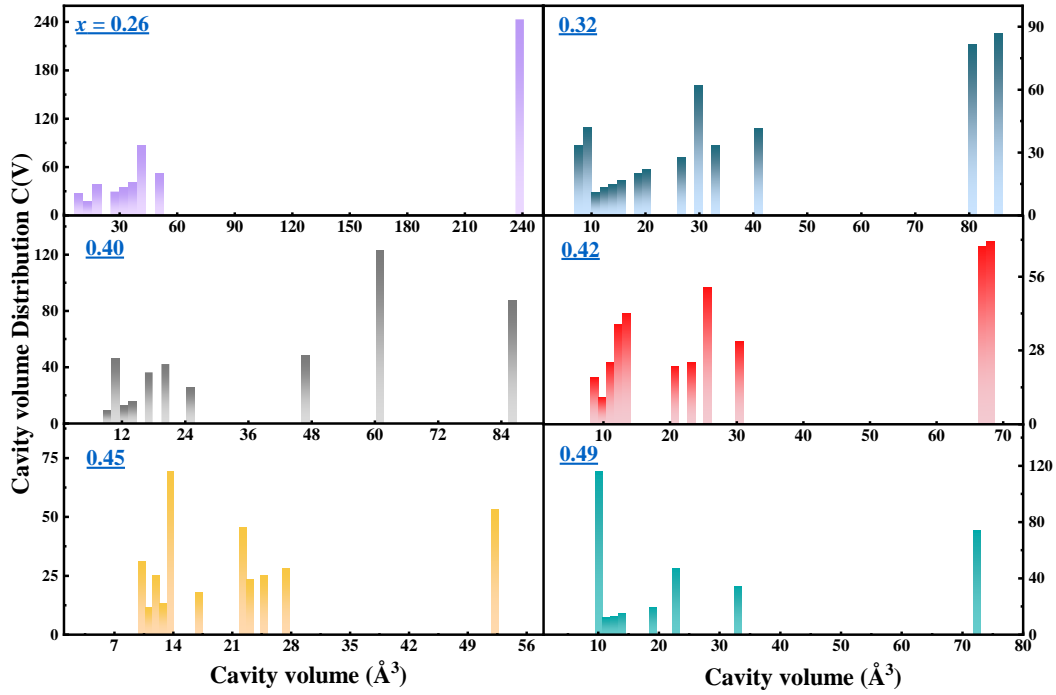 Cavity volume Distribution C(V)
x = 0.26
240
180
120
60
0
30 60 90 120 150 180 210 240
0.32
90
60
30
0
10 20 30 40 50 60 70 80
0.40
120
80
40
0
12 24 36 48 60 72 84
0.42
56
28
0
10 20 30 40 50 60 70
0.45
75
50
25
0
7 14 21 28 35 42 49 56
Cavity volume (Å³)
0.49
120
80
40
0
10 20 30 40 50 60 70 80
Cavity volume (Å³)